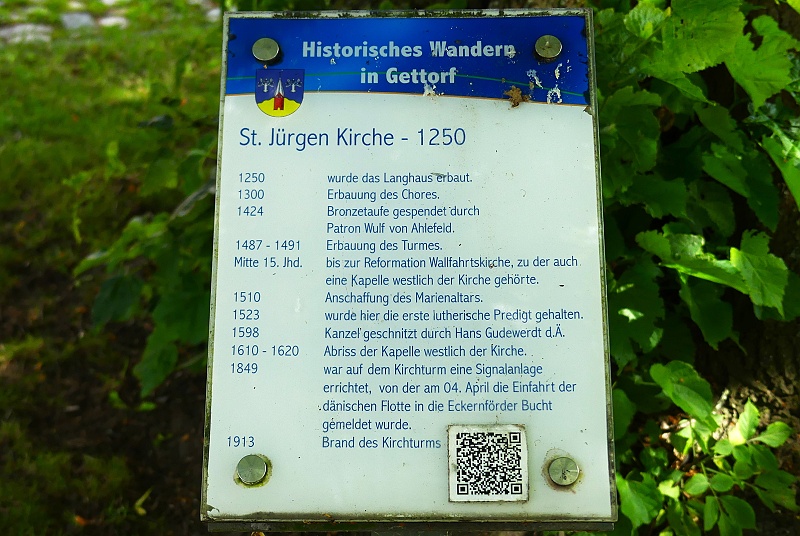 Historisches Wandern
in Gettorf
St. Jürgen Kirche - 1250
1250 wurde das Langhaus erbaut.
1300 Erbauung des Chores.
1424 Bronzetaufe gespendet durch
Patron Wulf von Ahlefeld.
1487 - 1491 Erbauung des Turmes.
Mitte 15. Jhd. bis zur Reformation Wallfahrtskirche, zu der auch
eine Kapelle westlich der Kirche gehörte.
1510 Anschaffung des Marienaltars.
1523 wurde hier die erste lutherische Predigt gehalten.
1598 Kanzel geschnitzt durch Hans Gudewerdt d.Ä.
1610 - 1620 Abriss der Kapelle westlich der Kirche.
1849 war auf dem Kirchturm eine Signalanlage
errichtet, von der am 04. April die Einfahrt der
dänischen Flotte in die Eckernförder Bucht
gemeldet wurde.
1913 Brand des Kirchturms